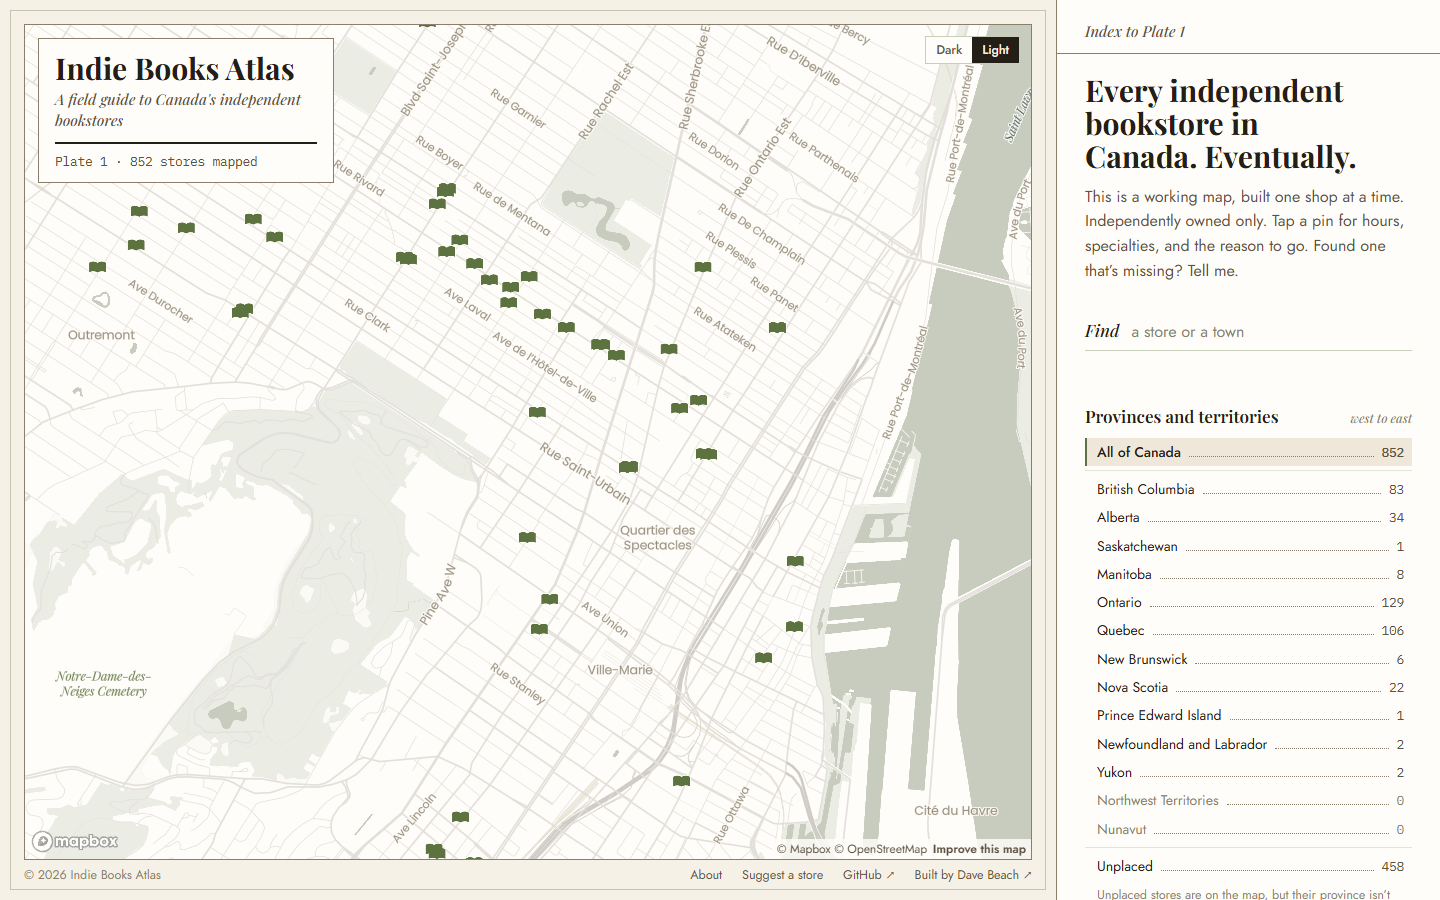 Indie Books Atlas
A field guide to Canada's independent
bookstores
Plate 1 · 852 stores mapped
Dark
Light
Blvd Saint-Joseph
Rue Garnier
Rue Rachel Est
Rue Sherbrooke E
Rue D'Iberville
Rue Port-de-Montréal
Rue Boyer
Rue Rivard
Rue de Mentana
Rue Dorion
Rue Ontario Est
Rue Parthenais
Rue De Champlain
Rue Plessis
Rue Panet
Ave du Port
Ave Durocher
Rue Clark
Ave Laval
Rue Atateken
Ave du Port
Outremont
Ave de l'Hôtel-de-Ville
Rue Port-de-Montréal
Rue Saint-Urbain
Quartier des
Spectacles
Pine Ave W
Ave Union
Ville-Marie
Rue Stanley
Notre-Dame-des-
Neiges Cemetery
Ave Lincoln
Rue Ottawa
Cité du Havre
mapbox
© Mapbox © OpenStreetMap Improve this map
© 2026 Indie Books Atlas
About
Suggest a store
GitHub ↗
Built by Dave Beach ↗
Index to Plate 1
Every independent
bookstore in
Canada. Eventually.
This is a working map, built one shop at a time.
Independently owned only. Tap a pin for hours,
specialties, and the reason to go. Found one
that's missing? Tell me.
Find a store or a town
Provinces and territories west to east
All of Canada 852
British Columbia 83
Alberta 34
Saskatchewan 1
Manitoba 8
Ontario 129
Quebec 106
New Brunswick 6
Nova Scotia 22
Prince Edward Island 1
Newfoundland and Labrador 2
Yukon 2
Northwest Territories 0
Nunavut 0
Unplaced 458
Unplaced stores are on the map, but their province isn't